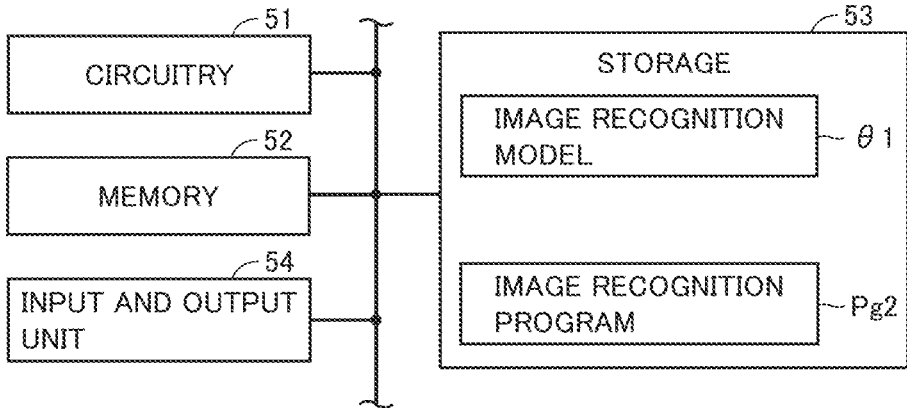 51
CIRCUITRY
52
MEMORY
54
INPUT AND OUTPUT
UNIT
53
STORAGE
IMAGE RECOGNITION
MODEL
θ1
IMAGE RECOGNITION
PROGRAM
Pg2